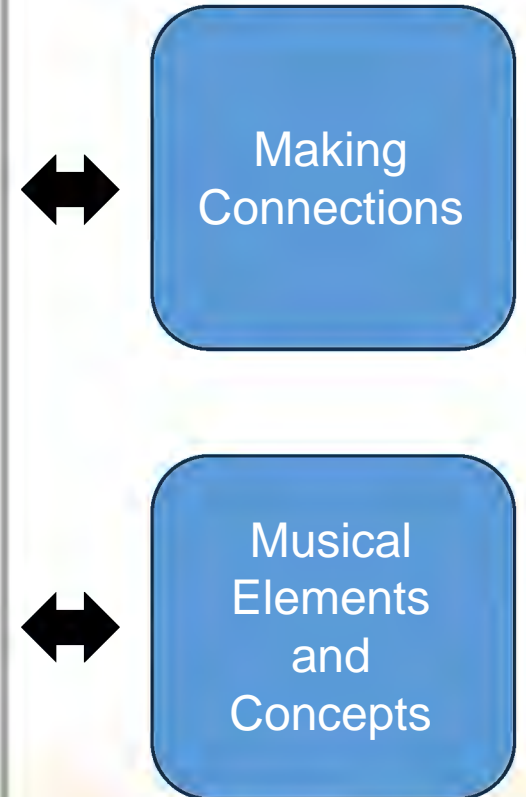 Making
Connections
Musical
Elements
and
Concepts